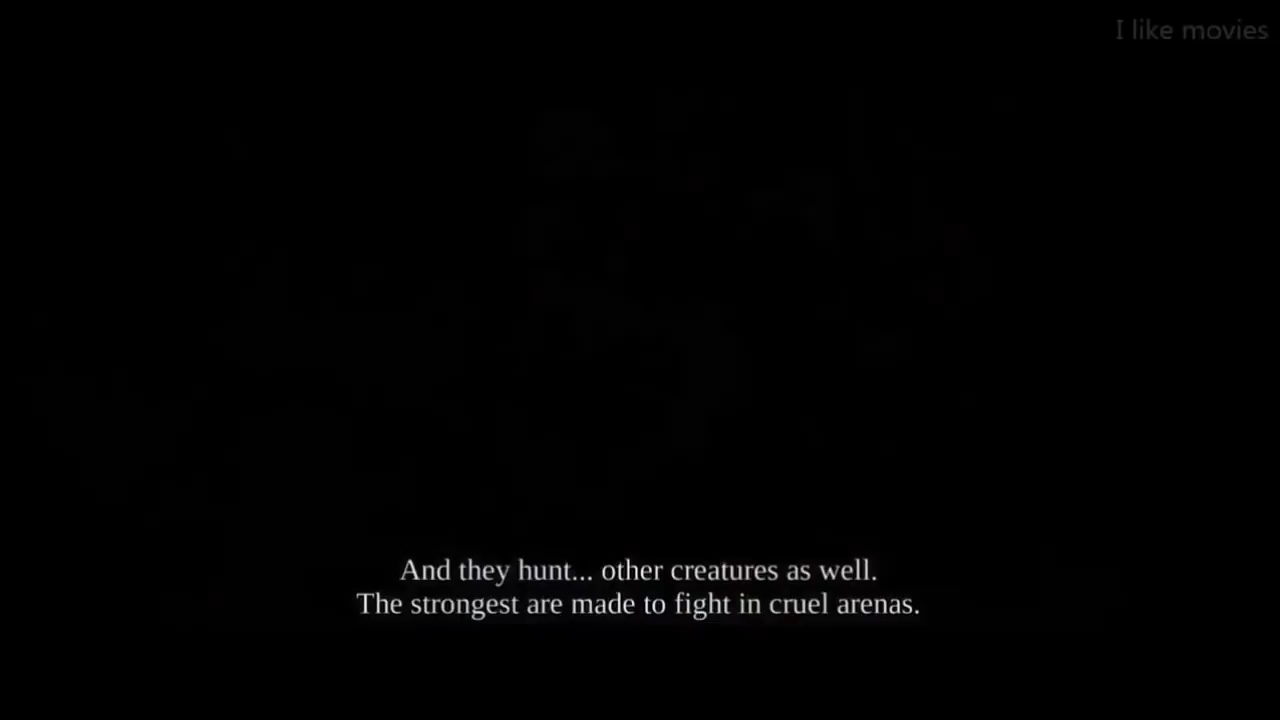 I like movies
And they hunt... other creatures as well.
The strongest are made to fight in cruel arenas.